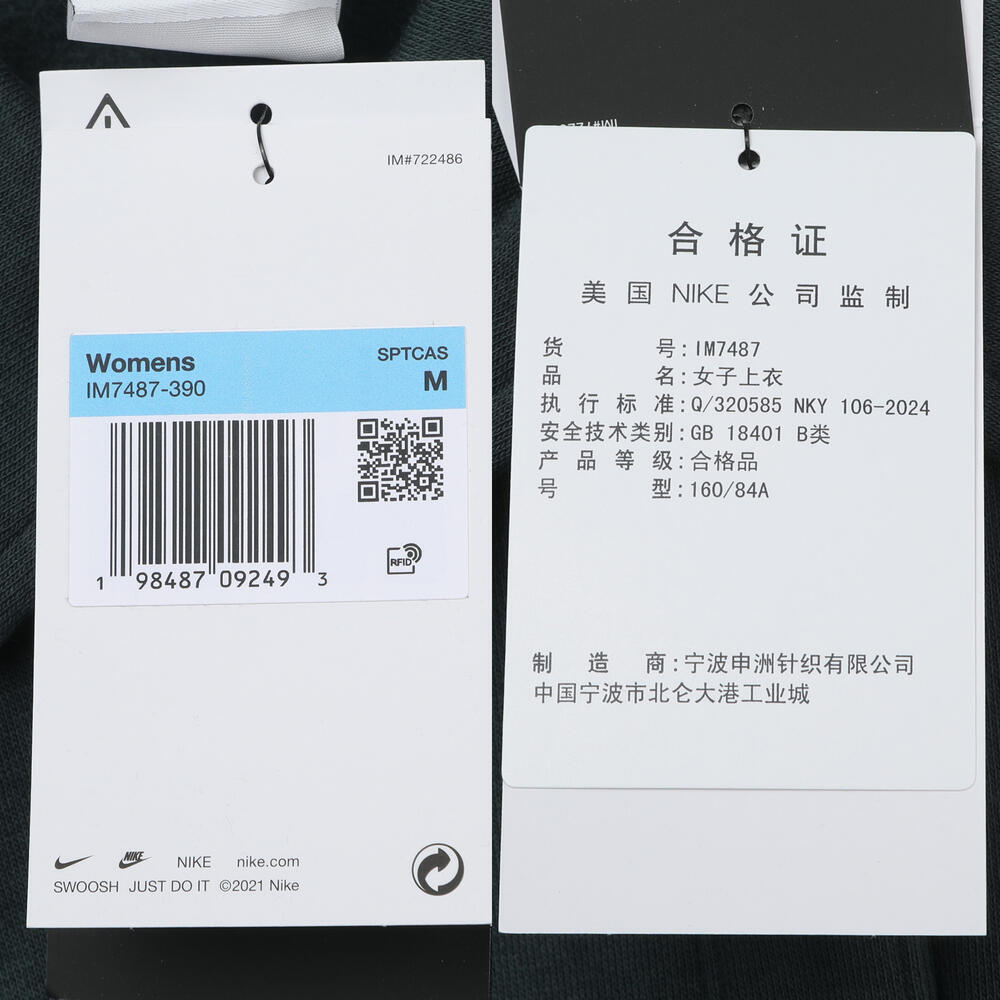 IM#722486
Womens
SPTCAS
IM7487-390
M
1 98487 09249 3
RFID
NIKE
NIKE nike.com
SWOOSH JUST DO IT ©2021 Nike
合格证
美国NIKE公司监制
货号:IM7487
品名:女子上衣
执行标准:Q/320585 NKY 106-2024
安全技术类别:GB 18401 B类
产品等级:合格品
号型:160/84A
制造商:宁波申洲针织有限公司
中国宁波市北仑大港工业城